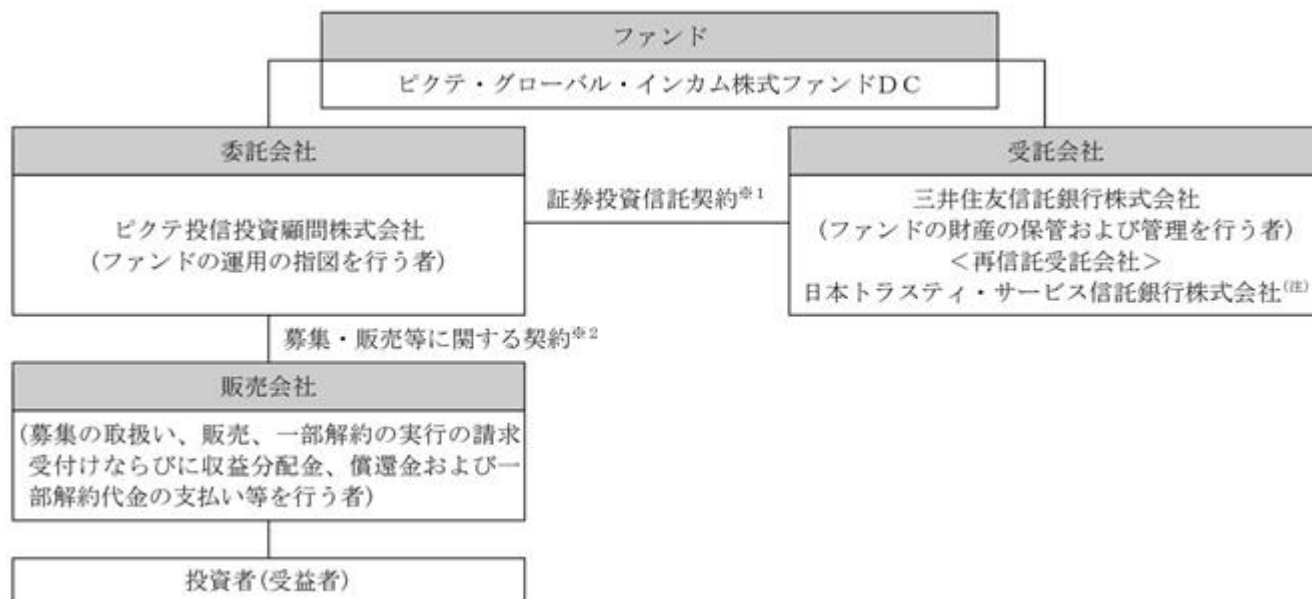 ファンド
ピクテ・グローバル・インカム株式ファンドＤＣ
委託会社
ピクテ投信投資顧問株式会社
(ファンドの運用の指図を行う者)
証券投資信託契約※1
受託会社
三井住友信託銀行株式会社
(ファンドの財産の保管および管理を行う者)
＜再信託受託会社＞
日本トラスティ・サービス信託銀行株式会社(注)
募集・販売等に関する契約※2
販売会社
(募集の取扱い、販売、一部解約の実行の請求
受付けならびに収益分配金、償還金および一
部解約代金の支払い等を行う者)
投資者(受益者)